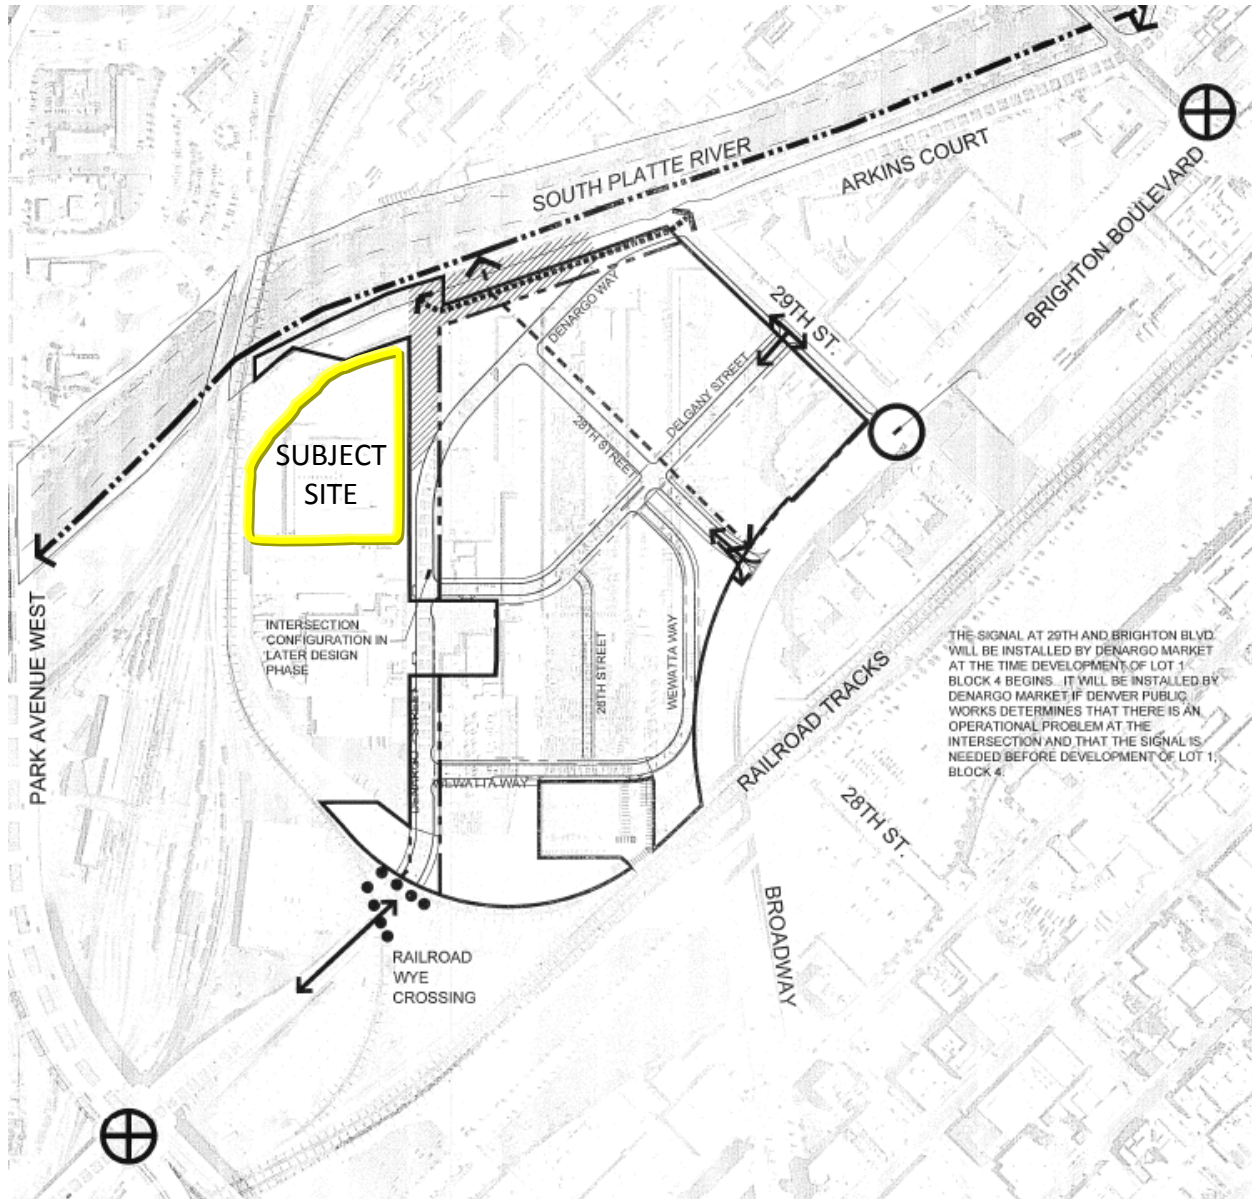 SOUTH PLATTE RIVER
ARKINS COURT
BRIGHTON BOULEVARD
29TH ST.
DENARGO WAY
DELGANY STREET
28TH STREET
SUBJECT
SITE
PARK AVENUE WEST
INTERSECTION
CONFIGURATION IN
LATER DESIGN
PHASE
26TH STREET
WEWATTA WAY
THE SIGNAL AT 29TH AND BRIGHTON BLVD.
WILL BE INSTALLED BY DENARGO MARKET
AT THE TIME DEVELOPMENT OF LOT 1
BLOCK 4 BEGINS. IT WILL BE INSTALLED BY
DENARGO MARKET IF DENVER PUBLIC
WORKS DETERMINES THAT THERE IS AN
OPERATIONAL PROBLEM AT THE
INTERSECTION AND THAT THE SIGNAL IS
NEEDED BEFORE DEVELOPMENT OF LOT 1,
BLOCK 4.
RAILROAD TRACKS
DENARGO STREET
WEWATTA WAY
28TH ST.
BROADWAY
RAILROAD
WYE
CROSSING